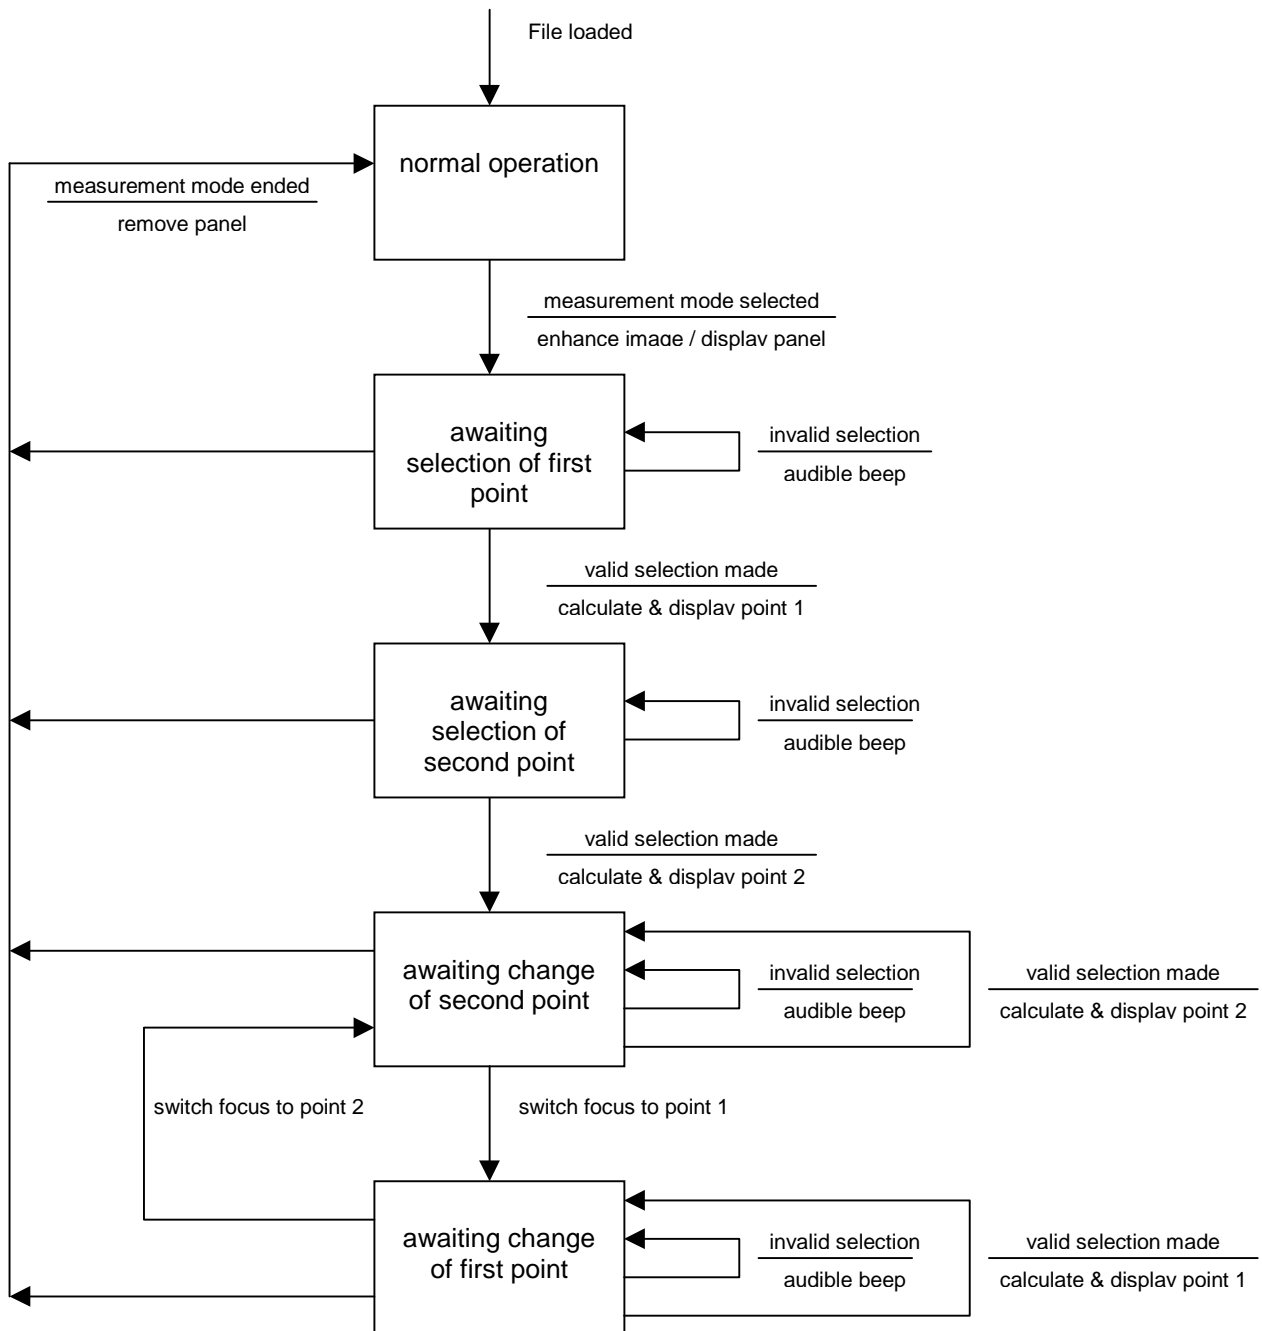 File loaded
normal operation
measurement mode ended
remove panel
measurement mode selected
enhance image / display panel
awaiting
selection of first
point
invalid selection
audible beep
valid selection made
calculate & display point 1
awaiting
selection of
second point
invalid selection
audible beep
valid selection made
calculate & display point 2
awaiting change
of second point
invalid selection
audible beep
valid selection made
calculate & display point 2
switch focus to point 2
switch focus to point 1
awaiting change
of first point
invalid selection
audible beep
valid selection made
calculate & display point 1